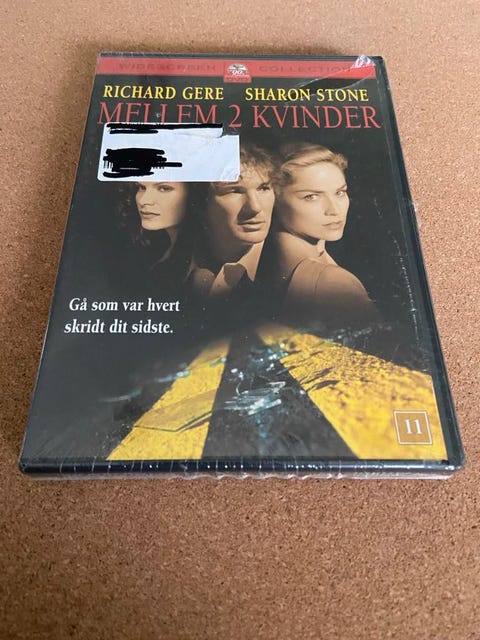 WIDESCREEN COLLECTION
RICHARD GERE SHARON STONE
MELLEM 2 KVINDER
Gå som var hvert
skridt dit sidste.
11